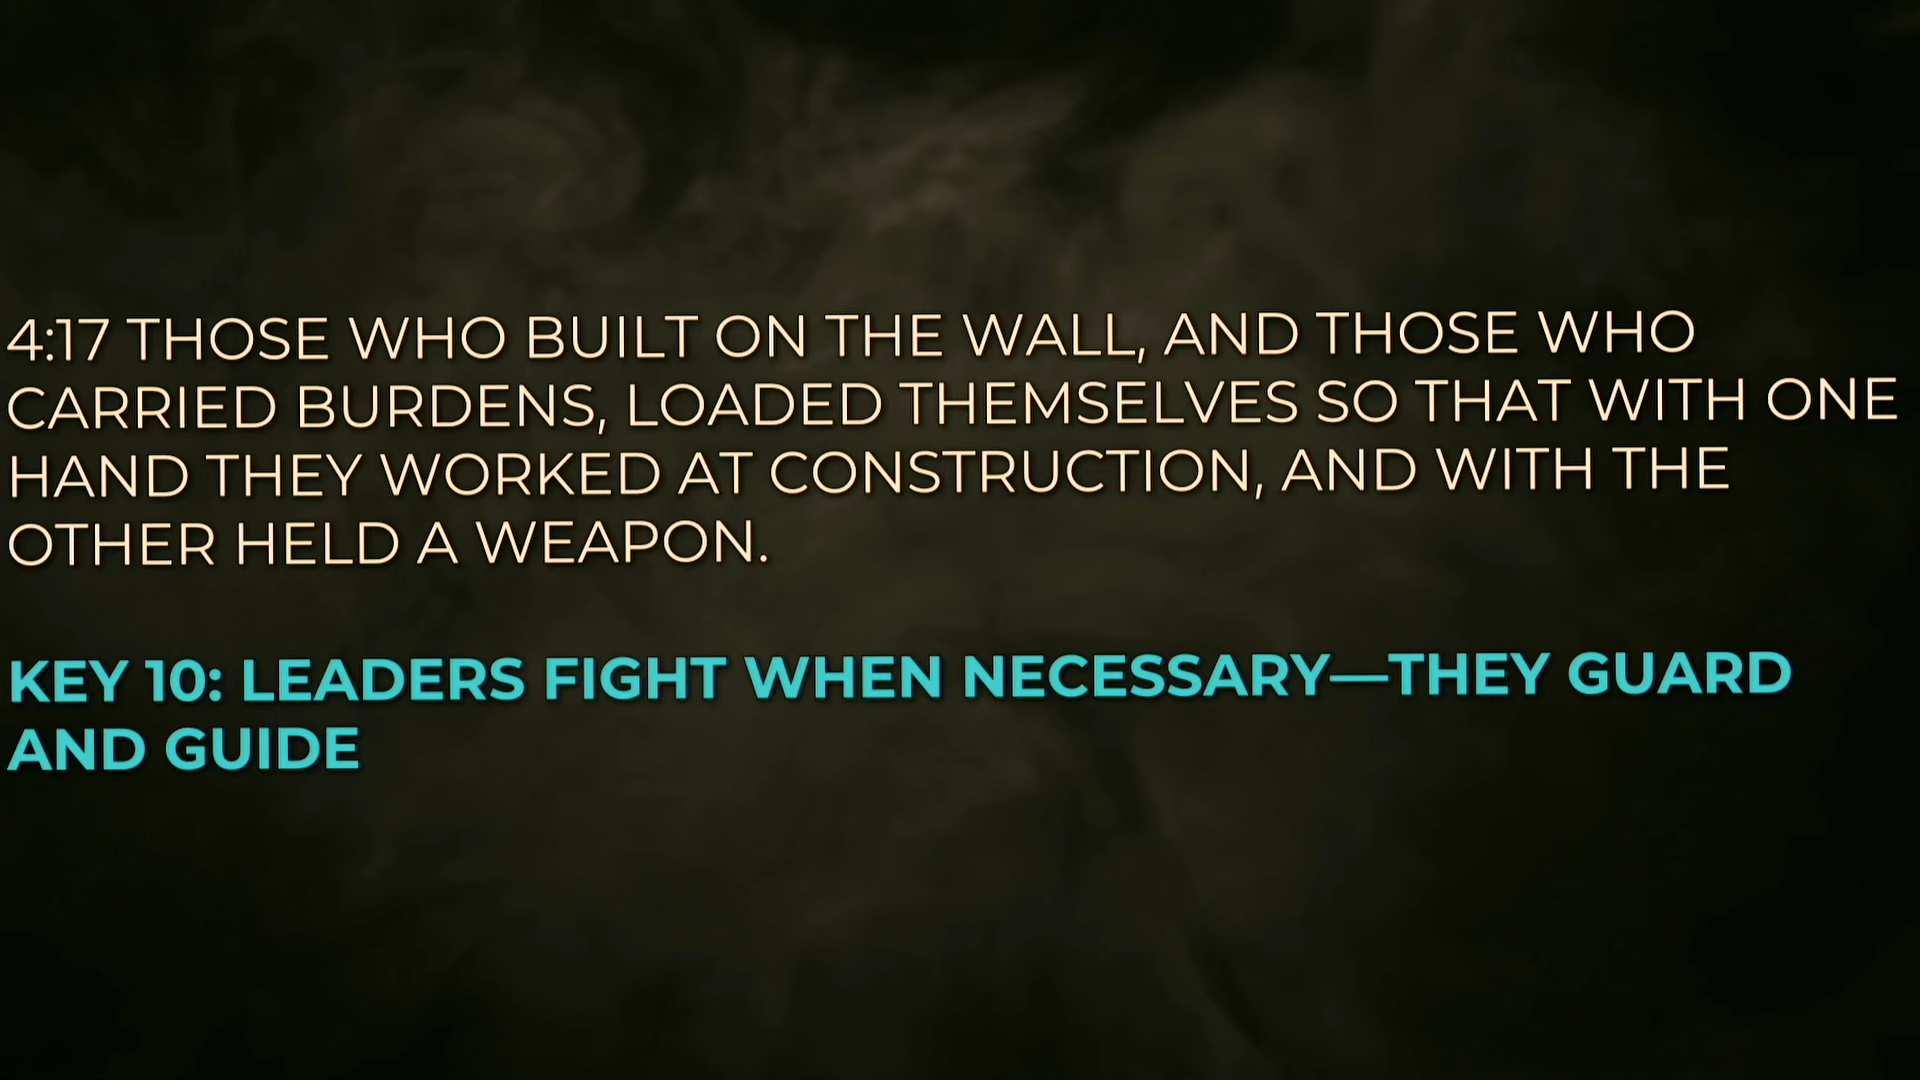 4:17 THOSE WHO BUILT ON THE WALL, AND THOSE WHO
CARRIED BURDENS, LOADED THEMSELVES SO THAT WITH ONE
HAND THEY WORKED AT CONSTRUCTION, AND WITH THE
OTHER HELD A WEAPON.
KEY 10: LEADERS FIGHT WHEN NECESSARY—THEY GUARD
AND GUIDE